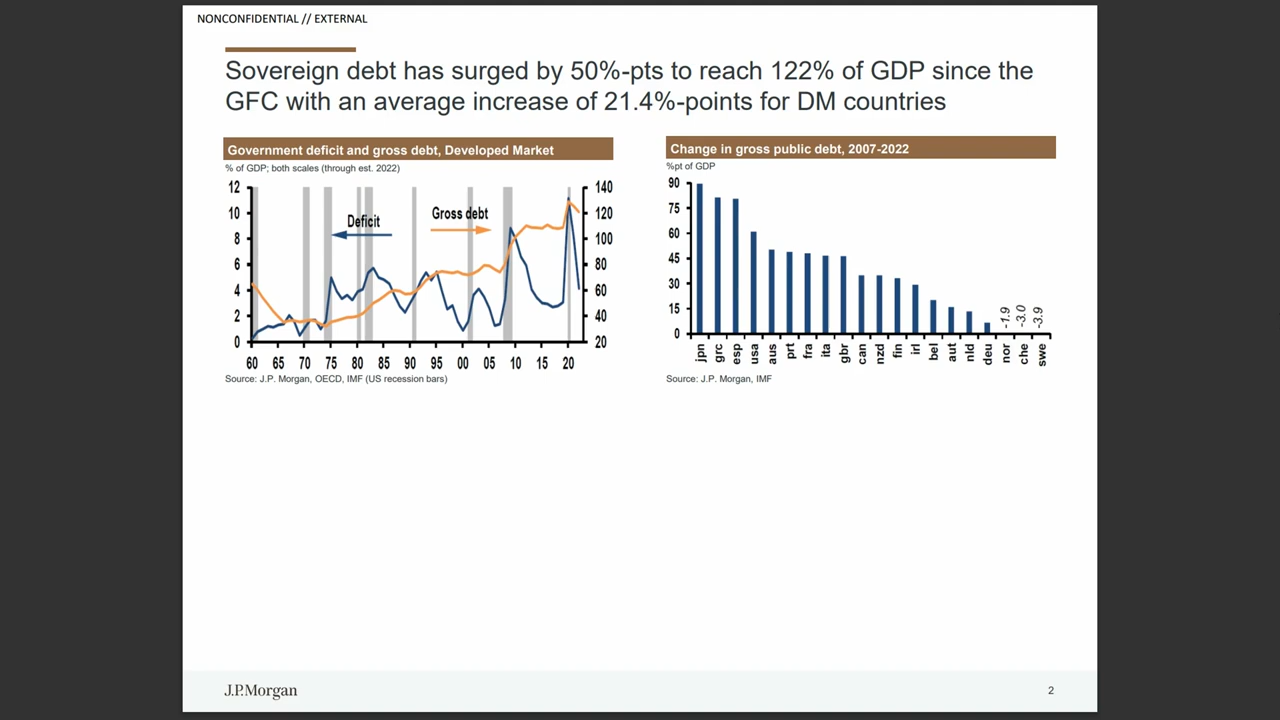 NONCONFIDENTIAL // EXTERNAL
Sovereign debt has surged by 50%-pts to reach 122% of GDP since the
GFC with an average increase of 21.4%-points for DM countries
Government deficit and gross debt, Developed Market
% of GDP; both scales (through est. 2022)
12 10 8 6 4 2 0
Deficit
Gross debt
140 120 100 80 60 40 20
60 65 70 75 80 85 90 95 00 05 10 15 20
Source: J.P. Morgan, OECD, IMF (US recession bars)
Change in gross public debt, 2007-2022
%pt of GDP
90 75 60 45 30 15 0
-1.9 -3.0 -3.9
jpn grc esp usa aus prt fra ita gbr can nzd fin irl bel aut nld deu nor che swe
Source: J.P. Morgan, IMF
J.P.Morgan
2